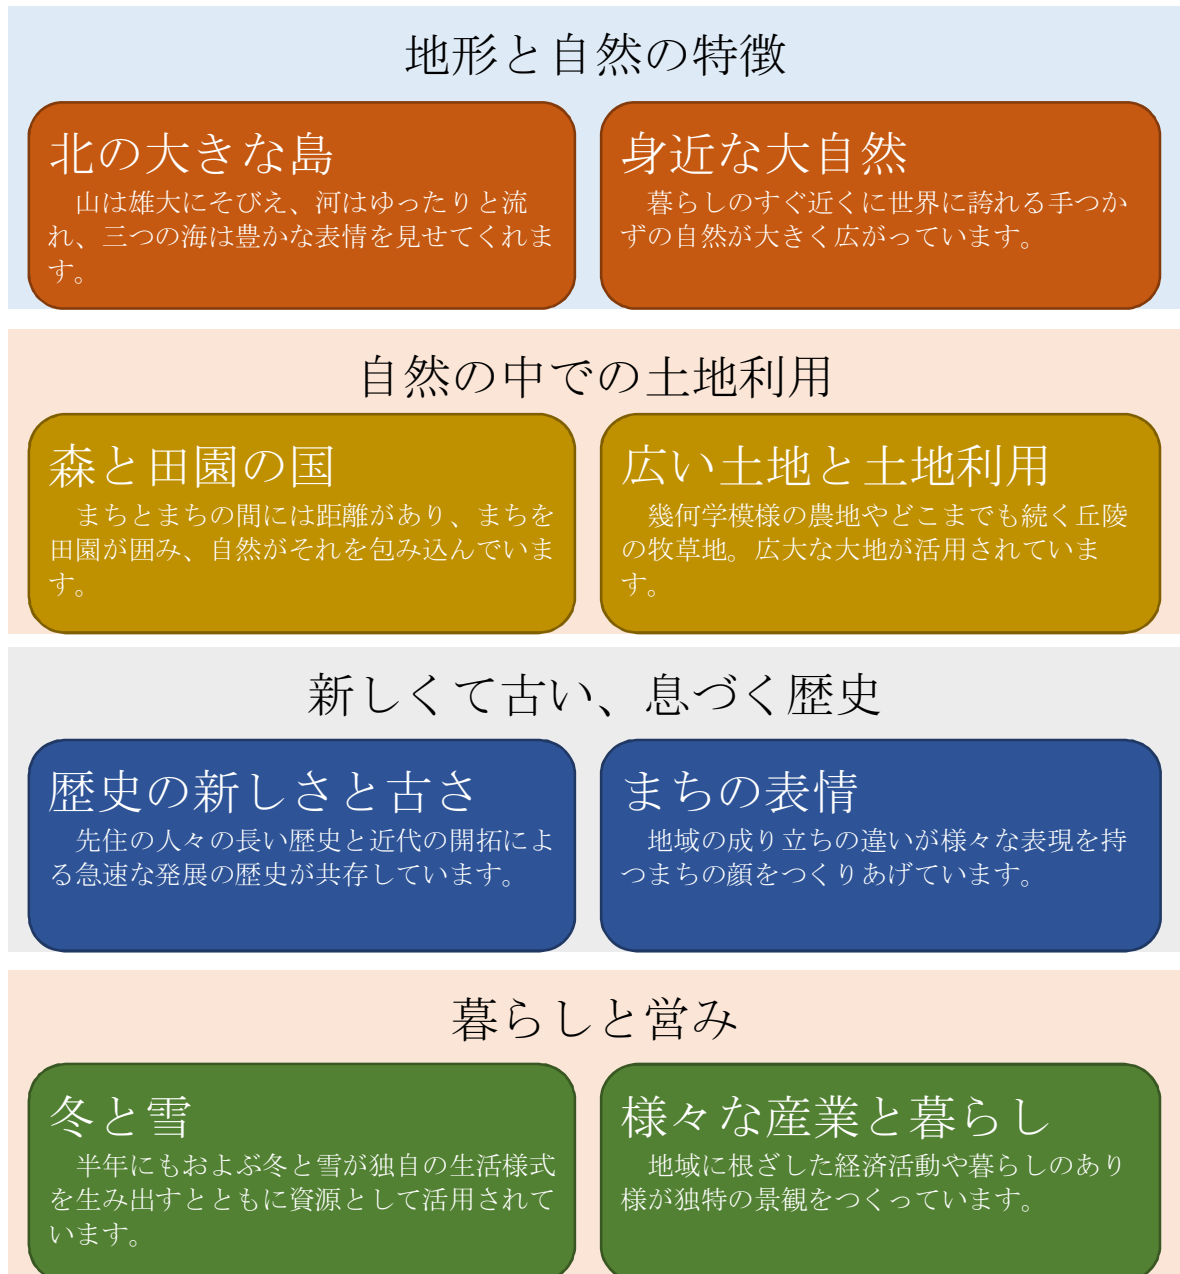 地形と自然の特徴
北の大きな島
山は雄大にそびえ、河はゆったりと流
れ、三つの海は豊かな表情を見せてくれま
す。
身近な大自然
暮らしのすぐ近くに世界に誇れる手つか
ずの自然が大きく広がっています。
自然の中での土地利用
森と田園の国
まちとまちの間には距離があり、まちを
田園が囲み、自然がそれを包み込んでいま
す。
広い土地と土地利用
幾何学模様の農地やどこまでも続く丘陵
の牧草地。広大な大地が活用されていま
す。
新しくて古い、息づく歴史
歴史の新しさと古さ
先住の人々の長い歴史と近代の開拓によ
る急速な発展の歴史が共存しています。
まちの表情
地域の成り立ちの違いが様々な表現を持
つまちの顔をつくりあげています。
暮らしと営み
冬と雪
半年にもおよぶ冬と雪が独自の生活様式
を生み出すとともに資源として活用されて
います。
様々な産業と暮らし
地域に根ざした経済活動や暮らしのあり
様が独特の景観をつくっています。